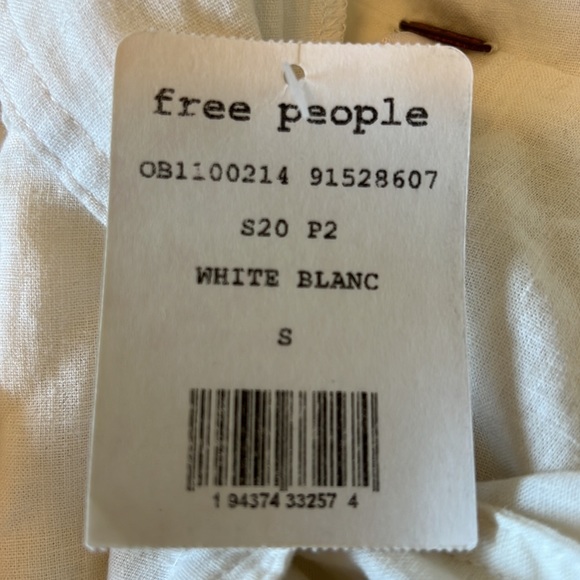 free people
OB1100214 91528607
S20 P2
WHITE BLANC
S
1 94374 33257 4